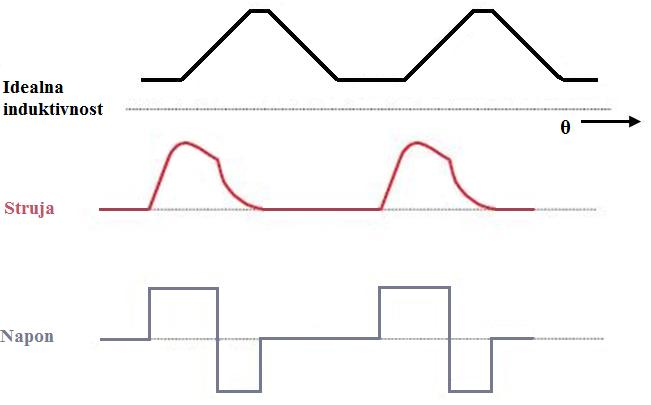 Idealna
induktivnost
θ
Struja
Napon